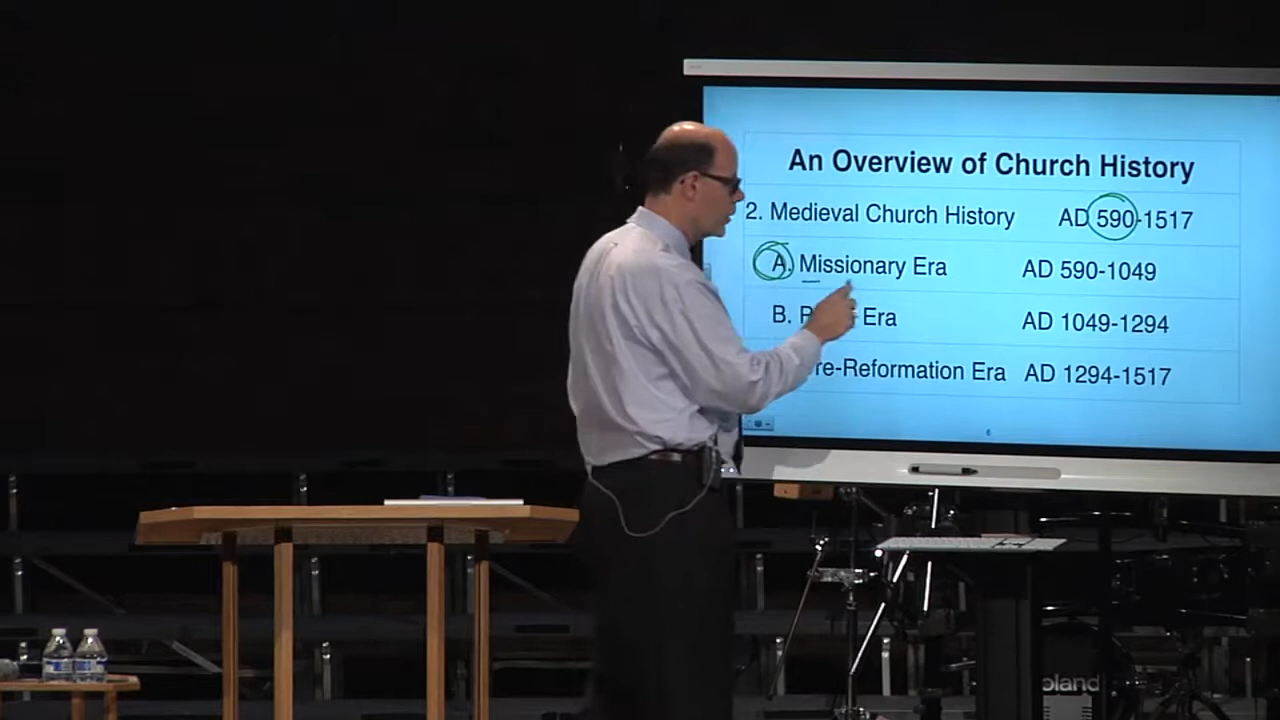 An Overview of Church History
2. Medieval Church History AD 590-1517
A. Missionary Era AD 590-1049
B. Era AD 1049-1294
re-Reformation Era AD 1294-1517
6
oland